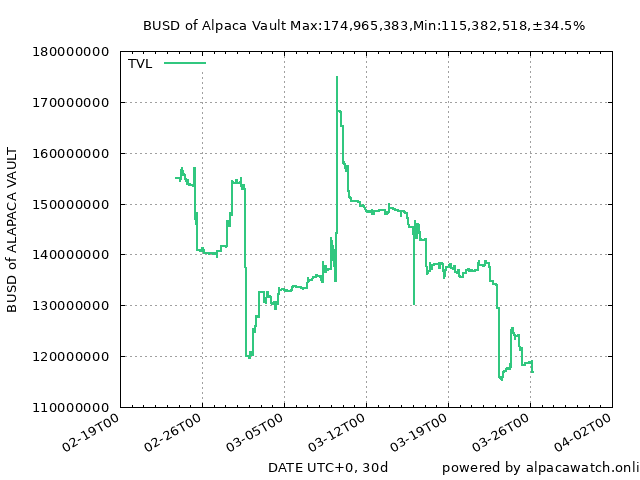 BUSD of Alpaca Vault Max:174,965,383,Min:115,382,518,±34.5%
TVL
180000000
170000000
160000000
150000000
140000000
130000000
120000000
110000000
BUSD of ALAPACA VAULT
02-19T00
02-26T00
03-05T00
03-12T00
03-19T00
03-26T00
04-02T00
DATE UTC+0, 30d
powered by alpacawatch.onli